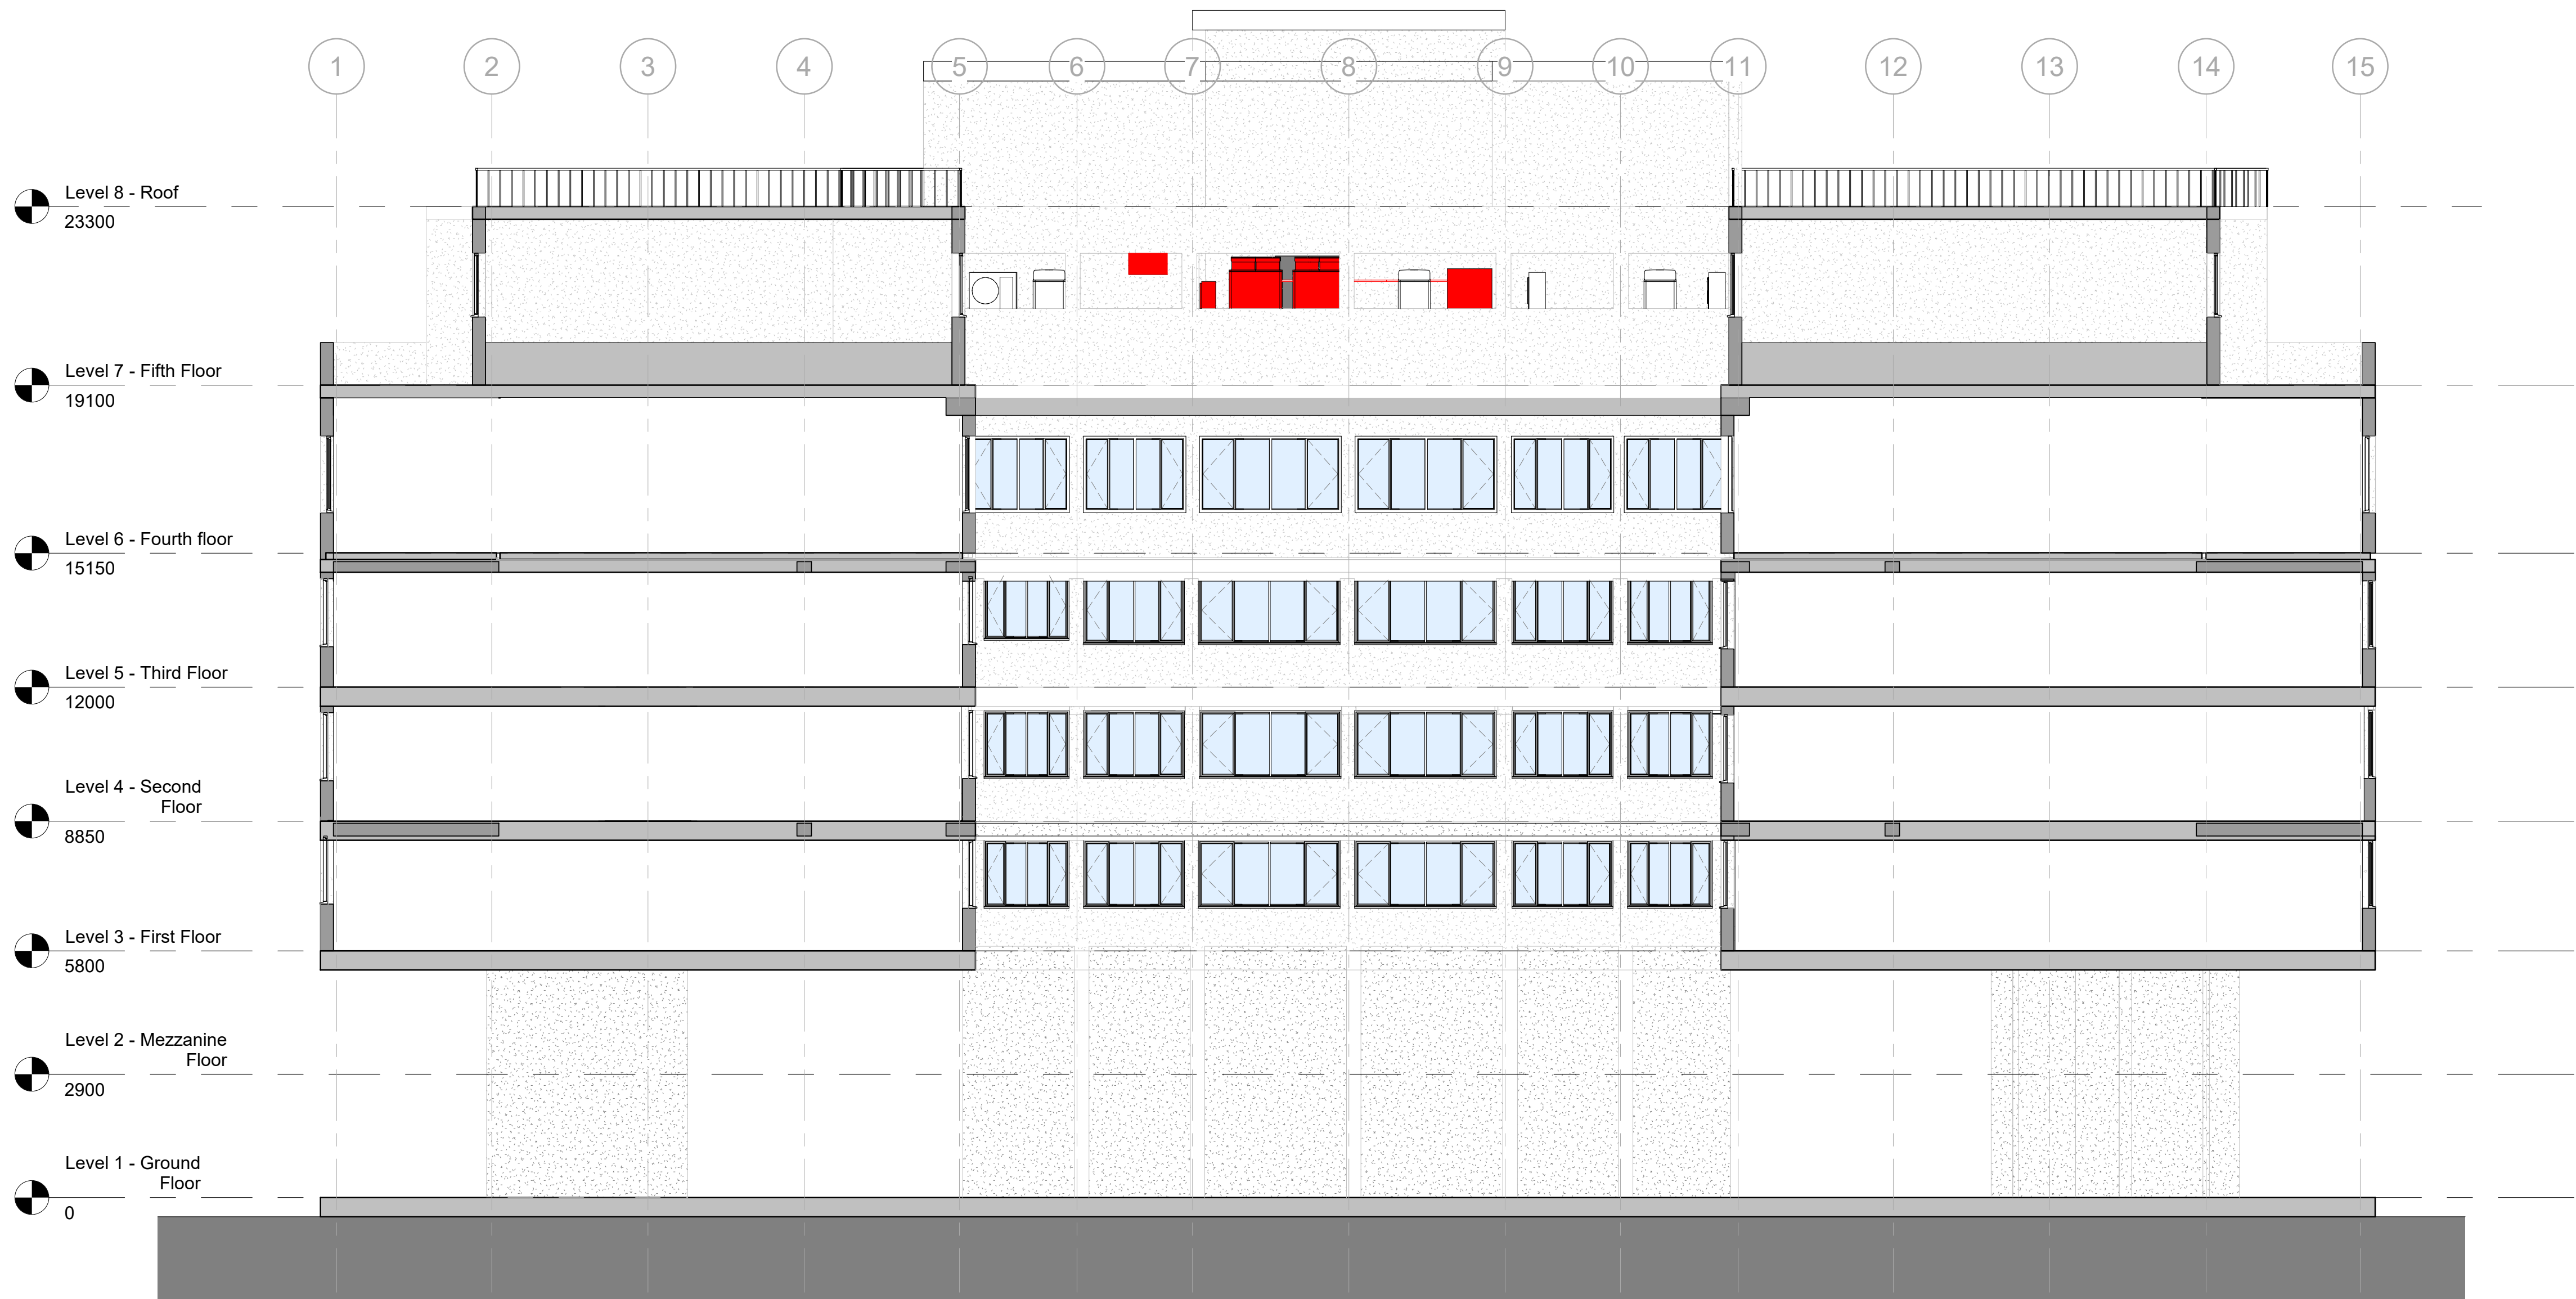 1 2 3 4 5 6 7 8 9 10 11 12 13 14 15
Level 8 - Roof
23300
Level 7 - Fifth Floor
19100
Level 6 - Fourth floor
15150
Level 5 - Third Floor
12000
Level 4 - Second
Floor
8850
Level 3 - First Floor
5800
Level 2 - Mezzanine
Floor
2900
Level 1 - Ground
Floor
0